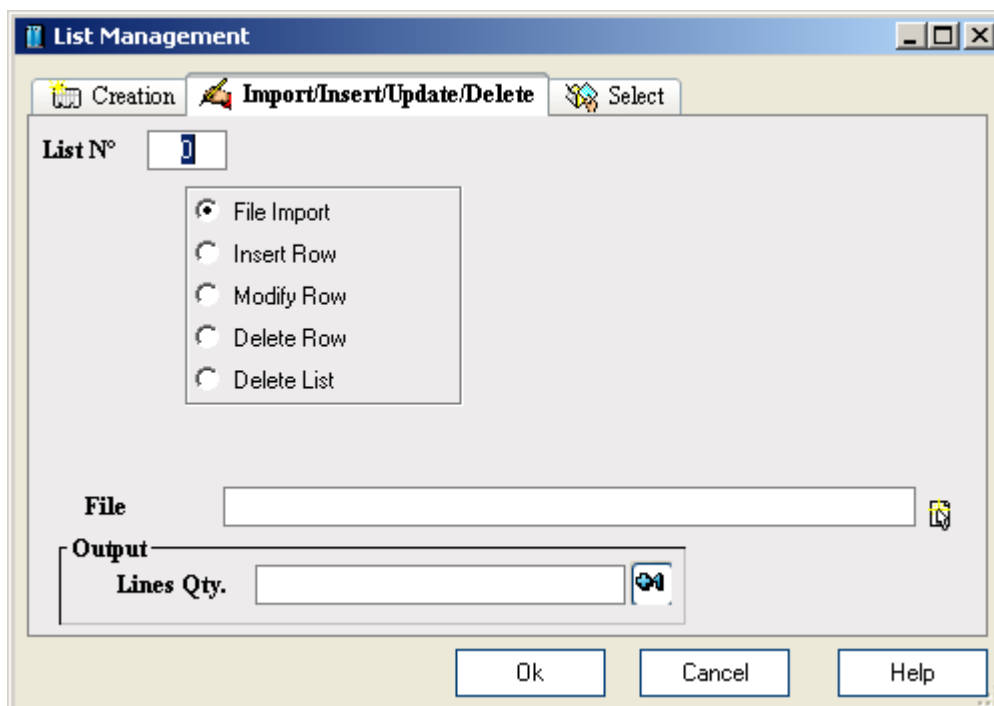 List Management
Creation Import/Insert/Update/Delete Select
List N° 0
File Import
Insert Row
Modify Row
Delete Row
Delete List
File
Output
Lines Qty.
Ok Cancel Help